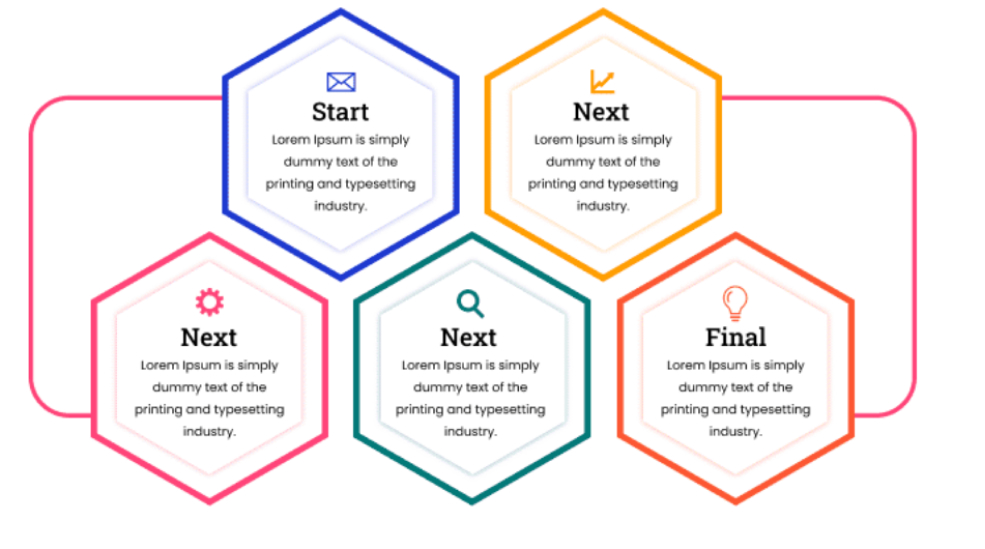 Start
Lorem Ipsum is simply
dummy text of the
printing and typesetting
industry.
Next
Lorem Ipsum is simply
dummy text of the
printing and typesetting
industry.
Next
Lorem Ipsum is simply
dummy text of the
printing and typesetting
industry.
Next
Lorem Ipsum is simply
dummy text of the
printing and typesetting
industry.
Final
Lorem Ipsum is simply
dummy text of the
printing and typesetting
industry.